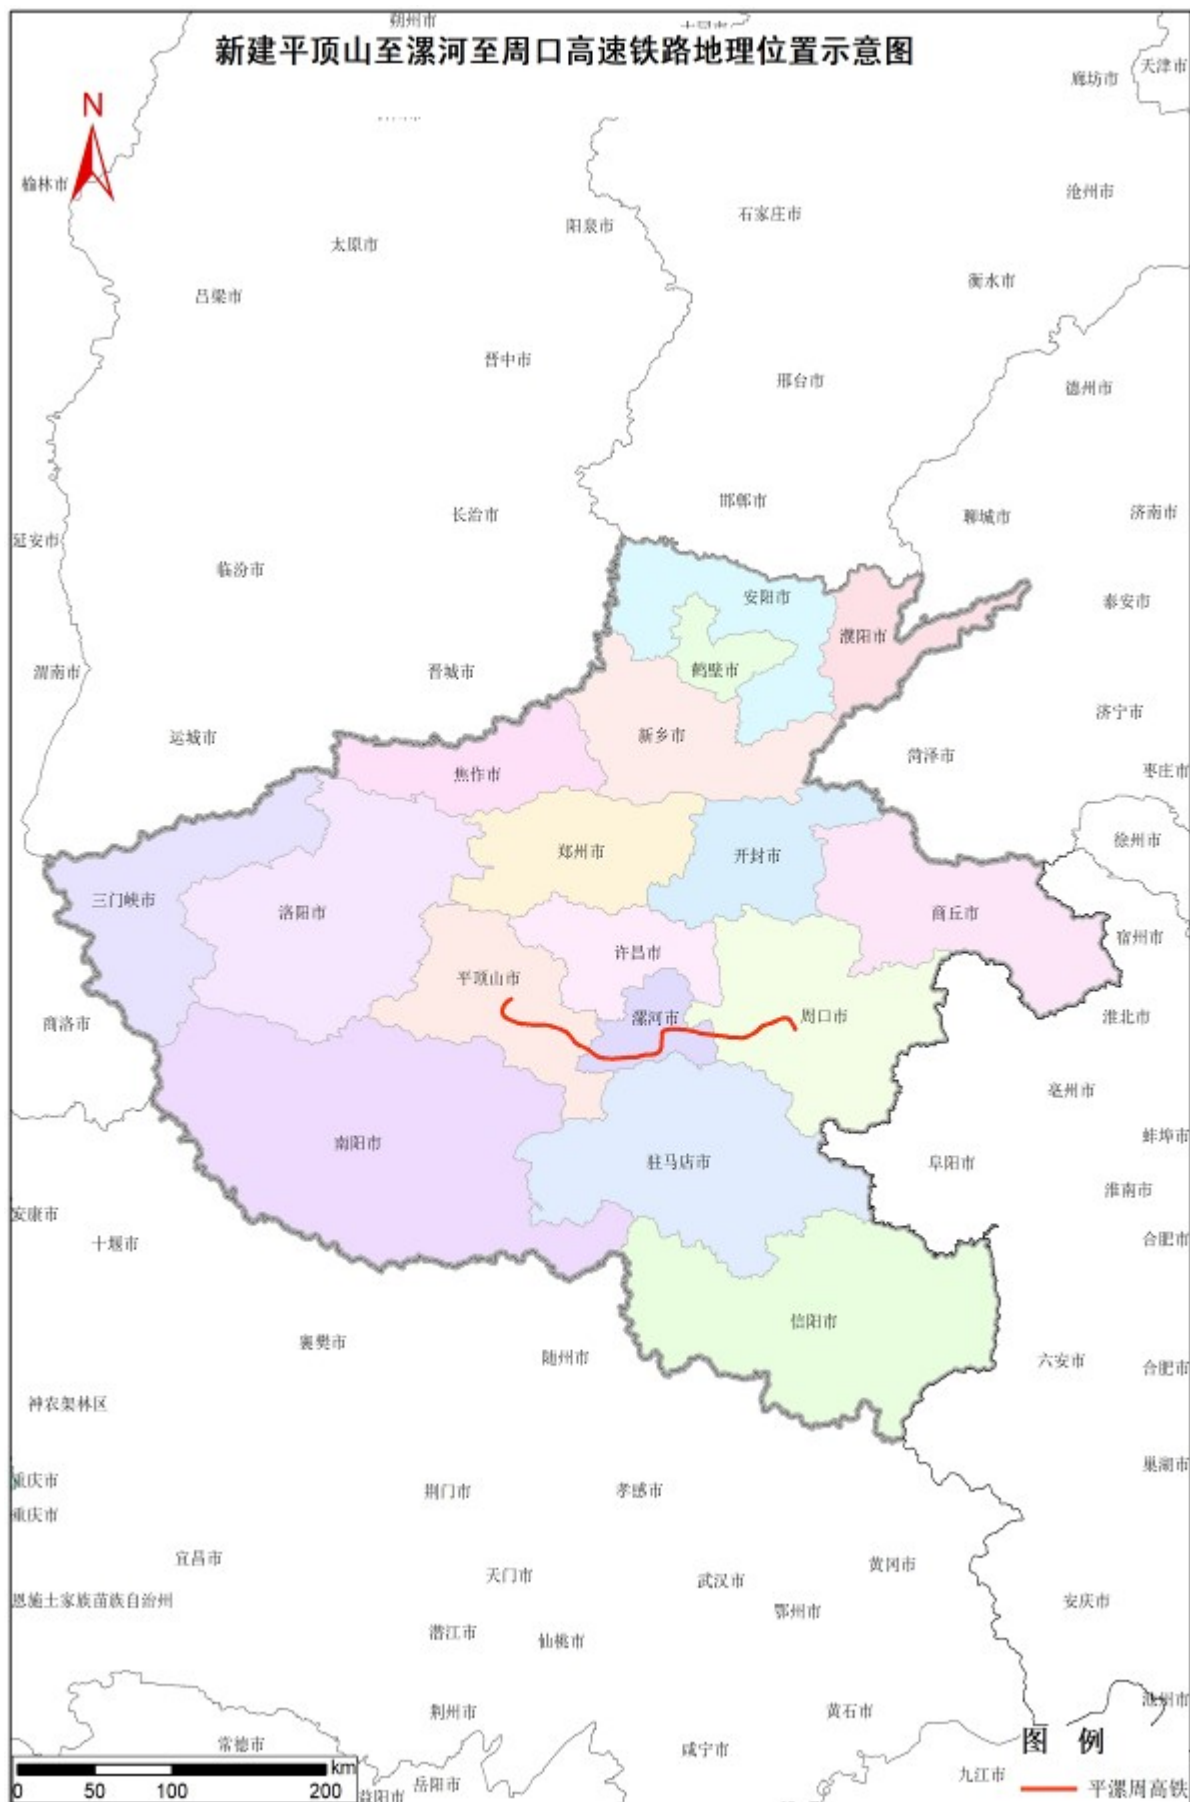 朔州市
新建平顶山至漯河至周口高速铁路地理位置示意图
天津市
廊坊市
N
榆林市
沧州市
石家庄市
阳泉市
太原市
衡水市
吕梁市
晋中市
邢台市
德州市
邯郸市
长治市
聊城市
济南市
延安市
临汾市
安阳市
泰安市
濮阳市
鹤壁市
渭南市
晋城市
济宁市
新乡市
运城市
菏泽市
焦作市
枣庄市
徐州市
郑州市
开封市
三门峡市
洛阳市
商丘市
宿州市
许昌市
平顶山市
漯河市
周口市
商洛市
淮北市
亳州市
蚌埠市
南阳市
驻马店市
阜阳市
淮南市
安康市
十堰市
合肥市
信阳市
襄樊市
随州市
六安市
合肥市
神农架林区
巢湖市
重庆市
荆门市
孝感市
重庆市
宜昌市
黄冈市
天门市
武汉市
恩施土家族苗族自治州
安庆市
鄂州市
潜江市
仙桃市
池州市
荆州市
黄石市
图 例
常德市
咸宁市
km
九江市
岳阳市
平漯周高铁
0 50 100 200
益阳市